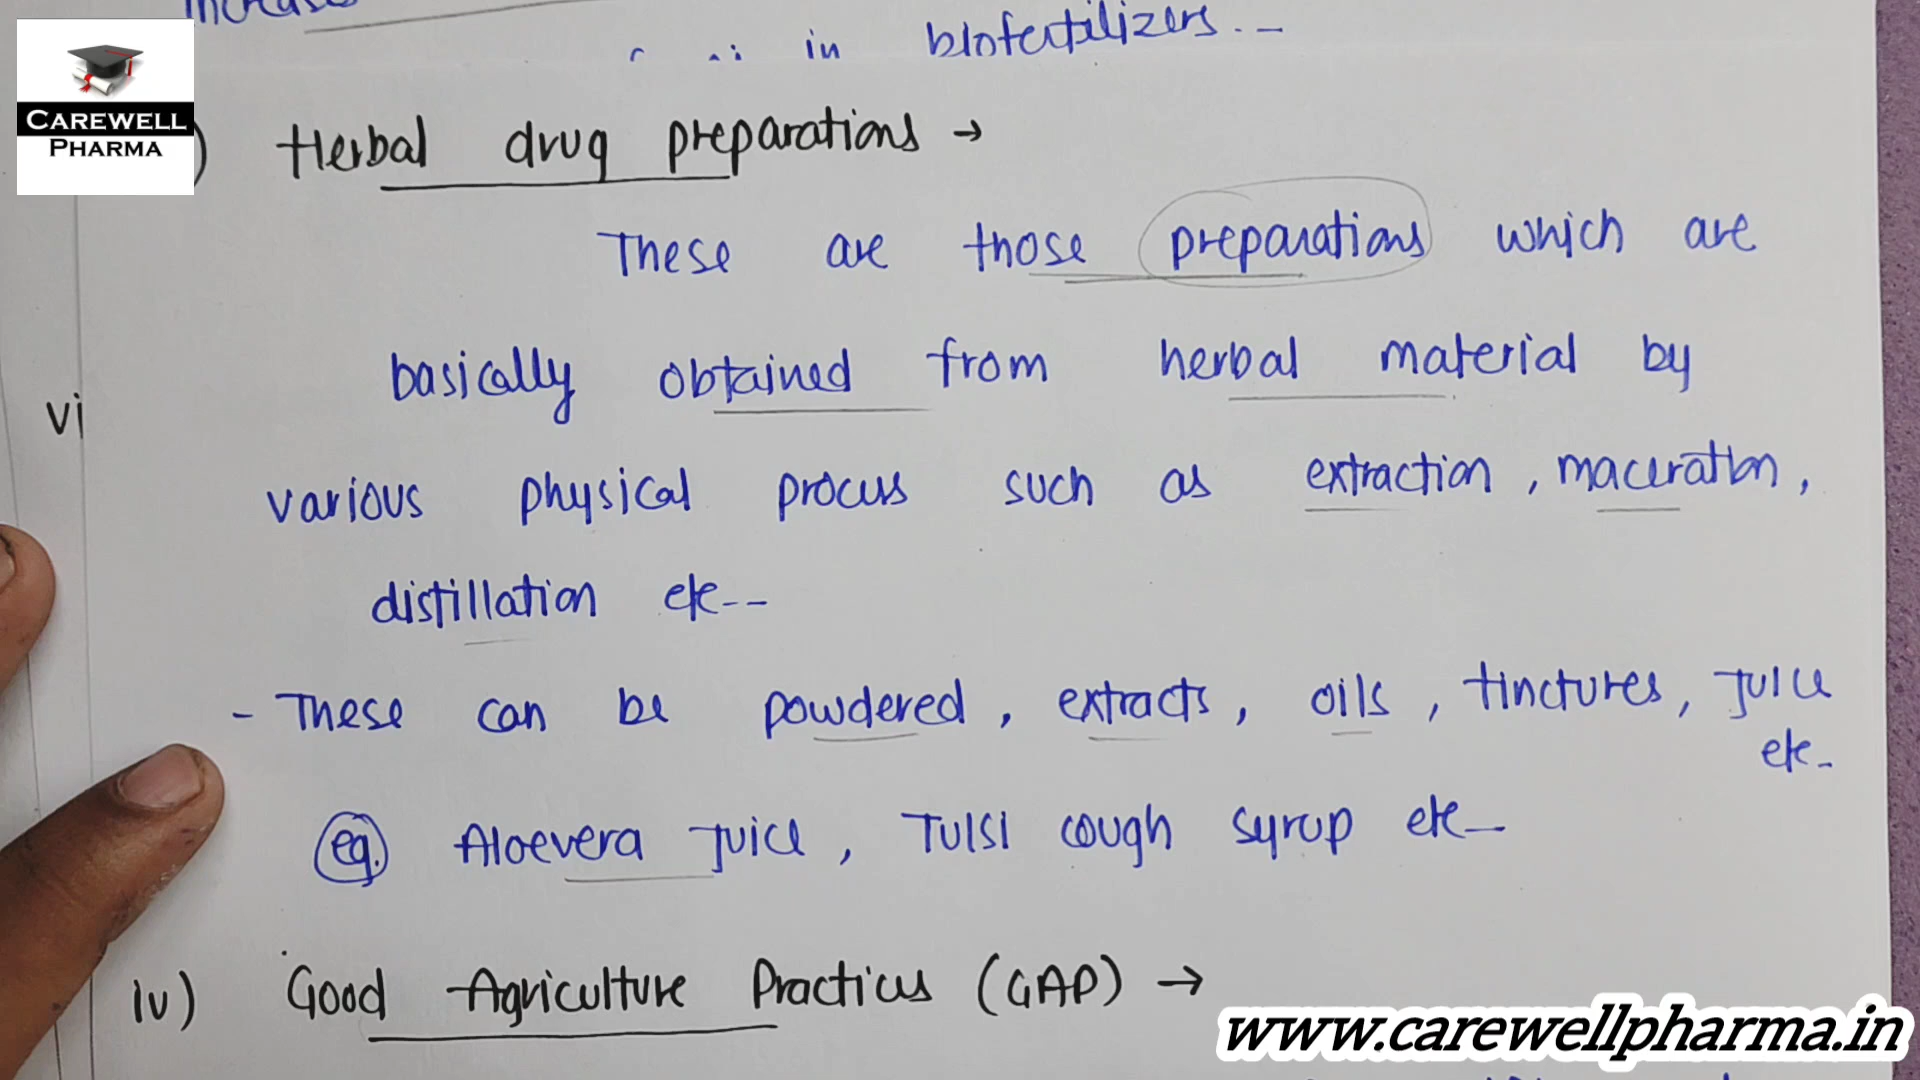 in biofertilizers..-
CAREWELL
PHARMA
) Herbal drug preparations →
These are those preparations which are
basically obtained from herbal material by
vi
various physical process such as extraction, maceration,
distillation etc--
- These can be powdered, extracts, oils, tinctures, Juice
etc-
eg. Aloevera Juice, Tulsi cough syrup etc-
iv) Good Agriculture Practices (GAP) →
www.carewellpharma.in